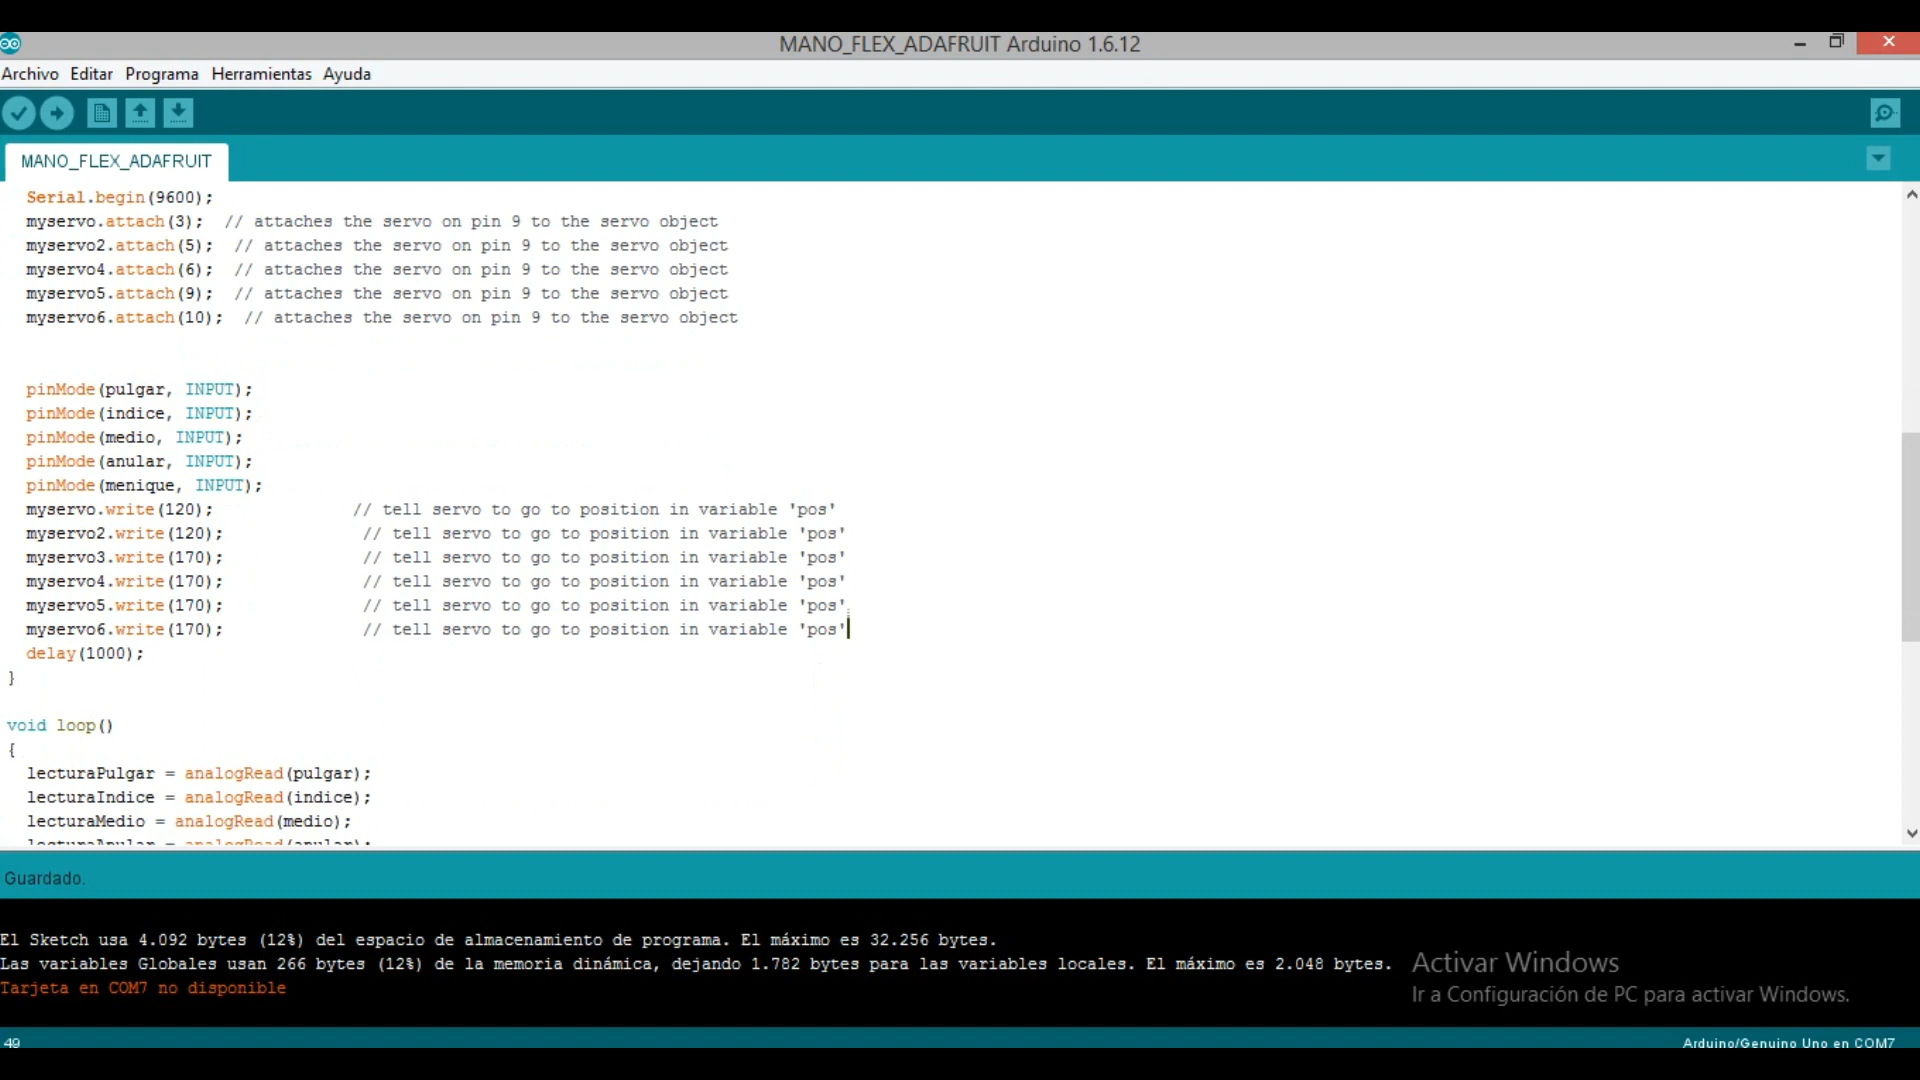 MANO_FLEX_ADAFRUIT Arduino 1.6.12
Archivo Editar Programa Herramientas Ayuda
MANO_FLEX_ADAFRUIT
Serial.begin(9600);
myservo.attach(3);  // attaches the servo on pin 9 to the servo object
myservo2.attach(5);  // attaches the servo on pin 9 to the servo object
myservo4.attach(6);  // attaches the servo on pin 9 to the servo object
myservo5.attach(9);  // attaches the servo on pin 9 to the servo object
myservo6.attach(10);  // attaches the servo on pin 9 to the servo object
pinMode(pulgar, INPUT);
pinMode(indice, INPUT);
pinMode(medio, INPUT);
pinMode(anular, INPUT);
pinMode(menique, INPUT);
myservo.write(120);              // tell servo to go to position in variable 'pos'
myservo2.write(120);              // tell servo to go to position in variable 'pos'
myservo3.write(170);              // tell servo to go to position in variable 'pos'
myservo4.write(170);              // tell servo to go to position in variable 'pos'
myservo5.write(170);              // tell servo to go to position in variable 'pos'
myservo6.write(170);              // tell servo to go to position in variable 'pos'
delay(1000);
}
void loop()
{
lecturaPulgar = analogRead(pulgar);
lecturaIndice = analogRead(indice);
lecturaMedio = analogRead(medio);
lecturaAnular = analogRead(anular);
Guardado.
El Sketch usa 4.092 bytes (12%) del espacio de almacenamiento de programa. El máximo es 32.256 bytes.
Las variables Globales usan 266 bytes (12%) de la memoria dinámica, dejando 1.782 bytes para las variables locales. El máximo es 2.048 bytes.
Tarjeta en COM7 no disponible
Activar Windows
Ir a Configuración de PC para activar Windows.
49
Arduino/Genuino Uno en COM7